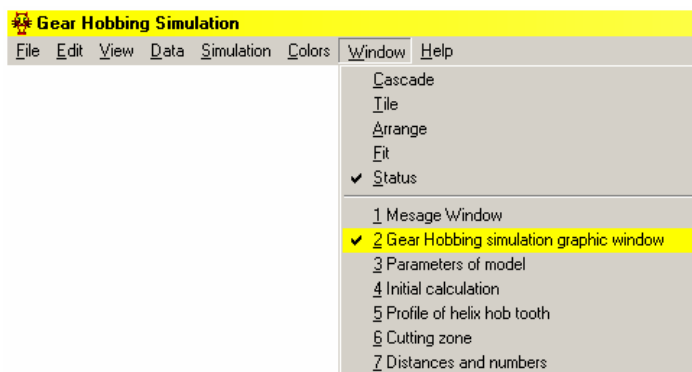 Gear Hobbing Simulation
File Edit View Data Simulation Colors Window Help
Cascade
Tile
Arrange
Fit
Status
1 Mesage Window
2 Gear Hobbing simulation graphic window
3 Parameters of model
4 Initial calculation
5 Profile of helix hob tooth
6 Cutting zone
7 Distances and numbers